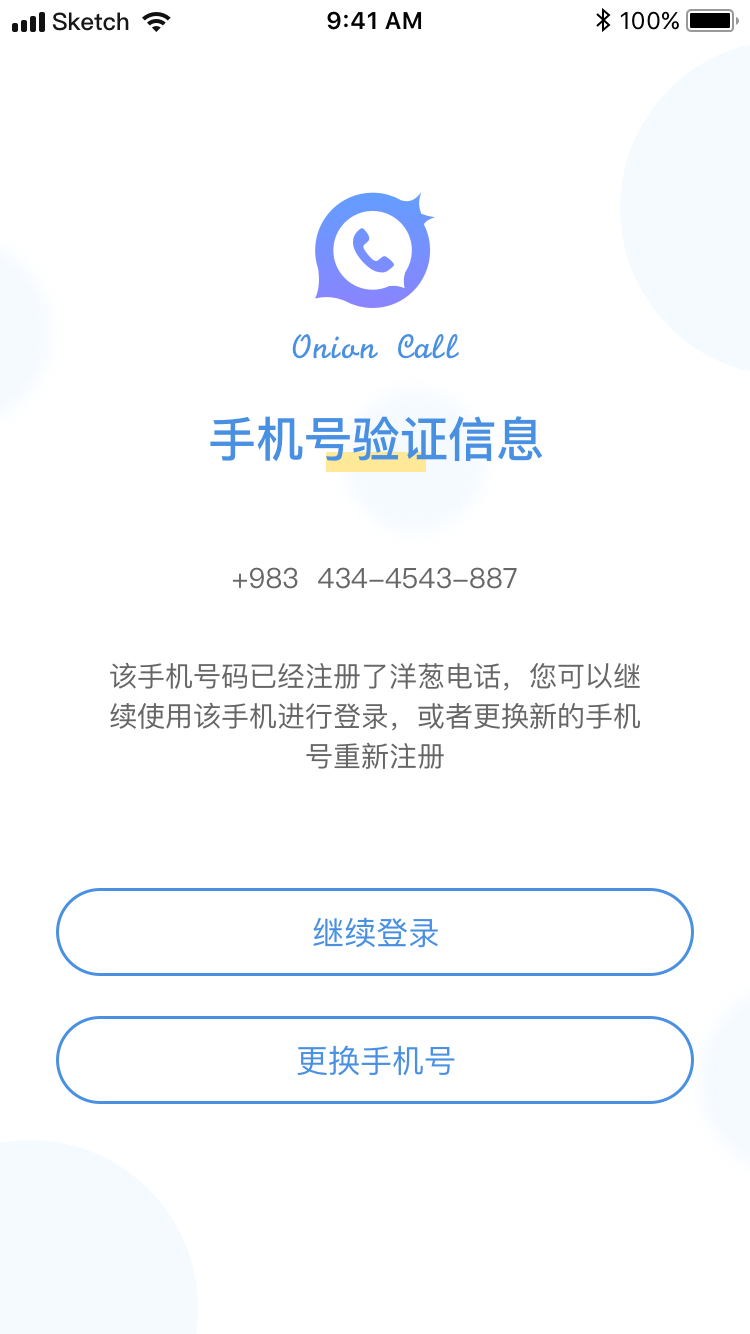 Sketch 9:41 AM 100%
Onion Call
手机号验证信息
+983 434-4543-887
该手机号码已经注册了洋葱电话，您可以继
续使用该手机进行登录，或者更换新的手机
号重新注册
继续登录
更换手机号